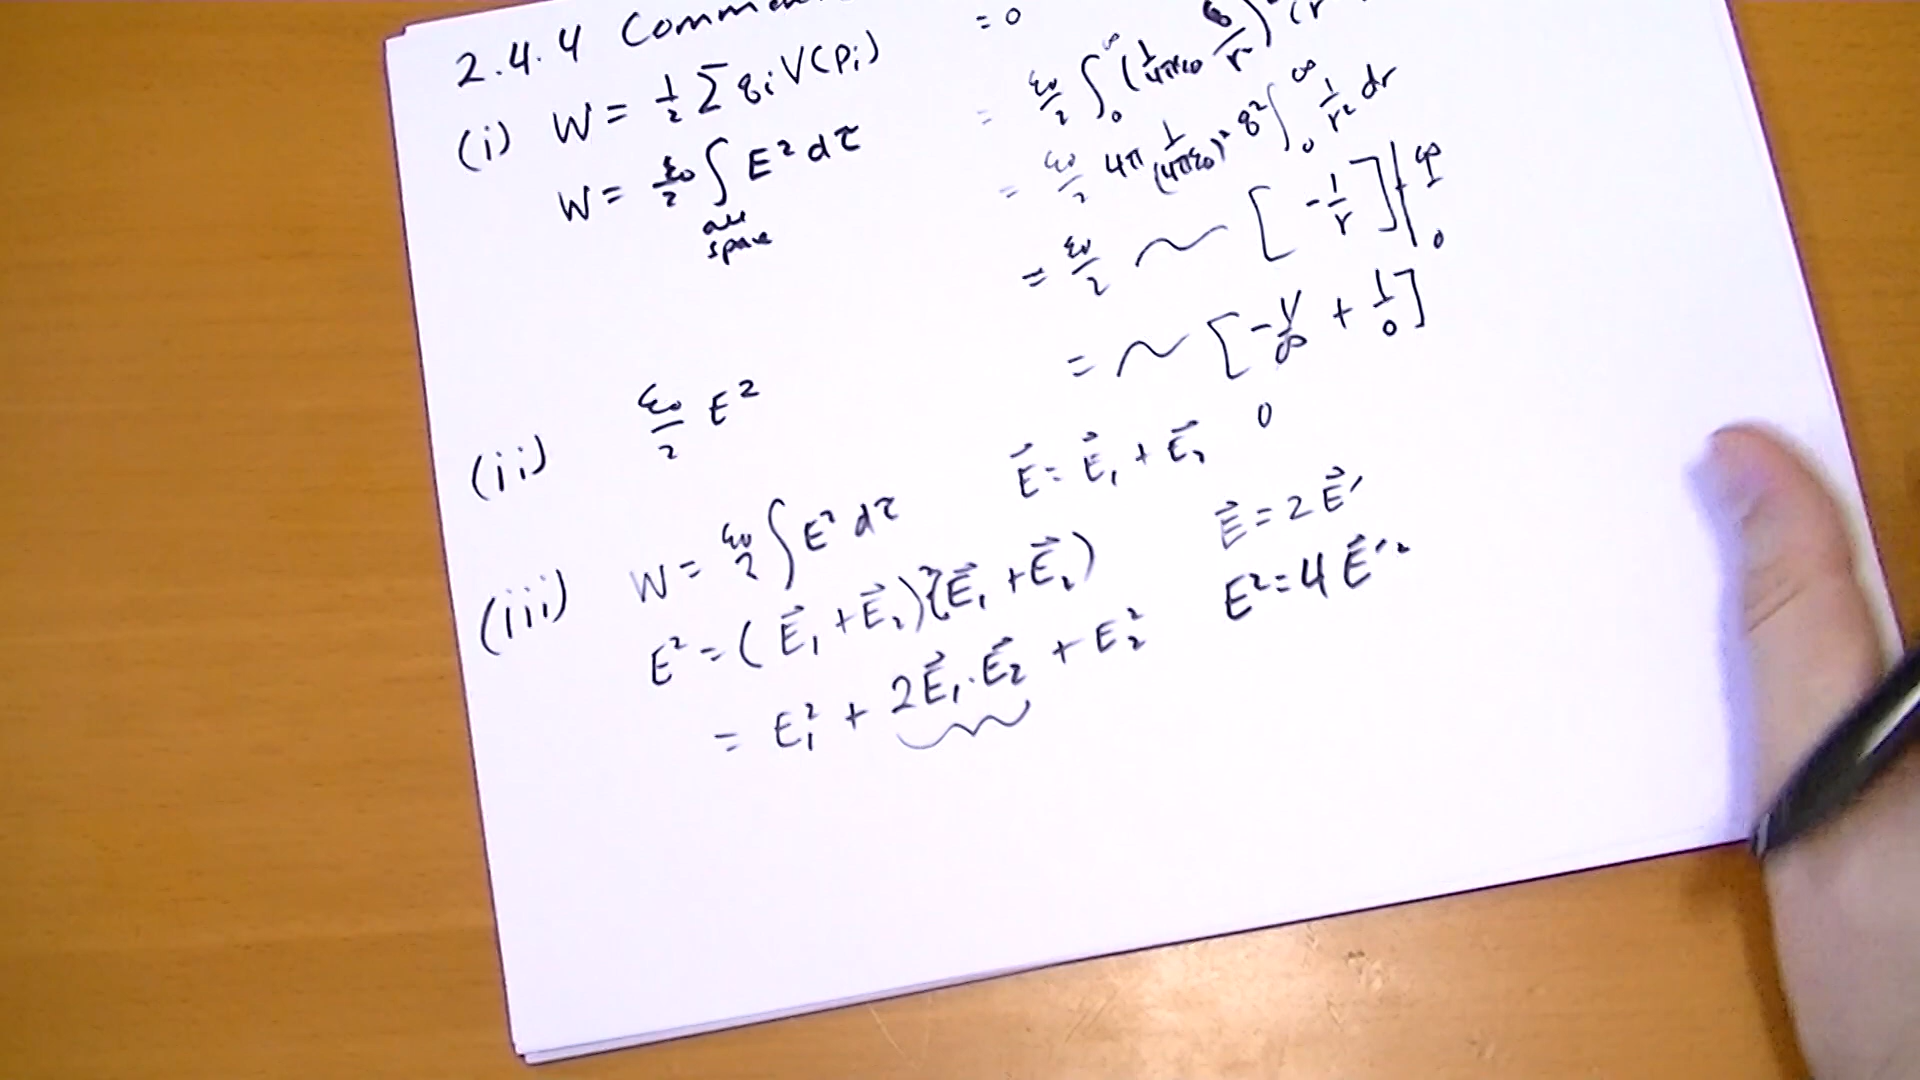 2.4.4
(i) W = 1/2 Σ qᵢ V(pᵢ)
W = ε₀/2 ∫ E² dτ
all
space
(ii) ε₀/2 E²
(iii) W = ε₀/2 ∫ E² dτ
E² = (E⃗₁ + E⃗₂)·(E⃗₁ + E⃗₂)
= E₁² + 2E⃗₁·E⃗₂ + E₂²
= 0
= ε₀/2 ∫₀^∞ (1/4πε₀ q/r²)² (r
= ε₀/2 4π 1/(4πε₀)² q² ∫₀^∞ 1/r² dr
= ε₀/2 ~ [-1/r]|₀^∞
= ~ [-1/∞ + 1/0]
0
E⃗ = E⃗₁ + E⃗₂
E⃗ = 2E⃗′
E² = 4E⃗′²